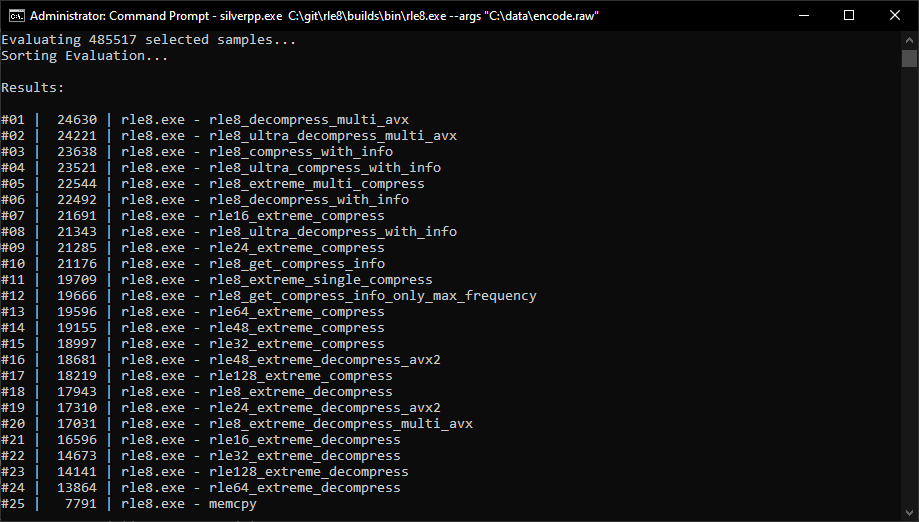 Administrator: Command Prompt - silverpp.exe C:\git\rle8\builds\bin\rle8.exe --args "C:\data\encode.raw"
Evaluating 485517 selected samples...
Sorting Evaluation...
Results:
#01 | 24630 | rle8.exe - rle8_decompress_multi_avx
#02 | 24221 | rle8.exe - rle8_ultra_decompress_multi_avx
#03 | 23638 | rle8.exe - rle8_compress_with_info
#04 | 23521 | rle8.exe - rle8_ultra_compress_with_info
#05 | 22544 | rle8.exe - rle8_extreme_multi_compress
#06 | 22492 | rle8.exe - rle8_decompress_with_info
#07 | 21691 | rle8.exe - rle16_extreme_compress
#08 | 21343 | rle8.exe - rle8_ultra_decompress_with_info
#09 | 21285 | rle8.exe - rle24_extreme_compress
#10 | 21176 | rle8.exe - rle8_get_compress_info
#11 | 19709 | rle8.exe - rle8_extreme_single_compress
#12 | 19666 | rle8.exe - rle8_get_compress_info_only_max_frequency
#13 | 19596 | rle8.exe - rle64_extreme_compress
#14 | 19155 | rle8.exe - rle48_extreme_compress
#15 | 18997 | rle8.exe - rle32_extreme_compress
#16 | 18681 | rle8.exe - rle48_extreme_decompress_avx2
#17 | 18219 | rle8.exe - rle128_extreme_compress
#18 | 17943 | rle8.exe - rle8_extreme_decompress
#19 | 17310 | rle8.exe - rle24_extreme_decompress_avx2
#20 | 17031 | rle8.exe - rle8_extreme_decompress_multi_avx
#21 | 16596 | rle8.exe - rle16_extreme_decompress
#22 | 14673 | rle8.exe - rle32_extreme_decompress
#23 | 14141 | rle8.exe - rle128_extreme_decompress
#24 | 13864 | rle8.exe - rle64_extreme_decompress
#25 | 7791 | rle8.exe - memcpy